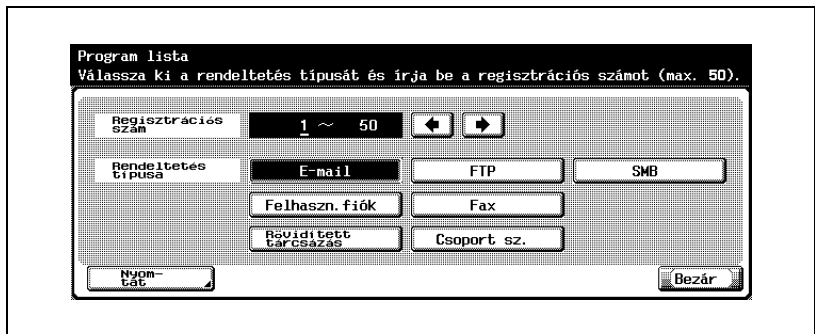 Program lista
Válassza ki a rendeltetés típusát és írja be a regisztrációs számot (max. 50).
Regisztrációs
szám
1 ～ 50
Rendeltetés
típusa
E-mail FTP SMB
Felhaszn.fiók Fax
Rövidített
tárcsázás
Csoport sz.
Nyom-
tát
Bezár